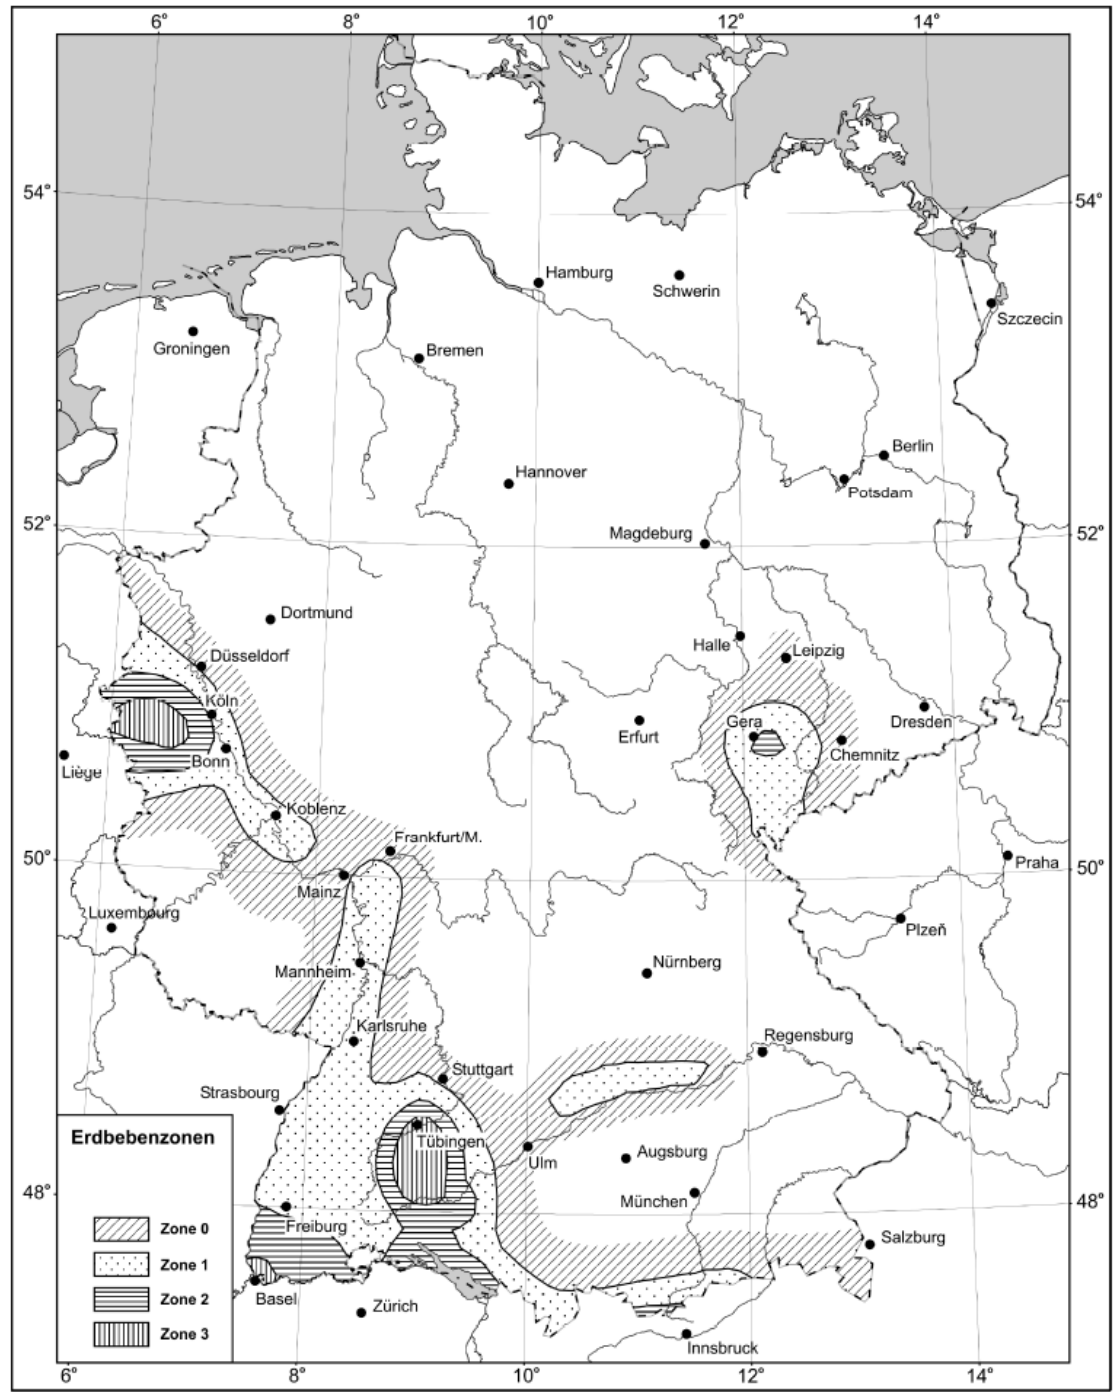 6°
8°
10°
12°
14°
54°
54°
Hamburg
Schwerin
Szczecin
Groningen
Bremen
Berlin
Hannover
Potsdam
52°
52°
Magdeburg
Dortmund
Halle
Leipzig
Düsseldorf
Köln
Gera
Dresden
Erfurt
Chemnitz
Bonn
Liège
Koblenz
Frankfurt/M.
50°
50°
Praha
Mainz
Luxembourg
Plzeň
Nürnberg
Mannheim
Karlsruhe
Regensburg
Stuttgart
Strasbourg
Erdbebenzonen
Tübingen
Ulm
Augsburg
48°
48°
München
Freiburg
Zone 0
Salzburg
Zone 1
Zone 2
Basel
Zürich
Zone 3
Innsbruck
6°
8°
10°
12°
14°